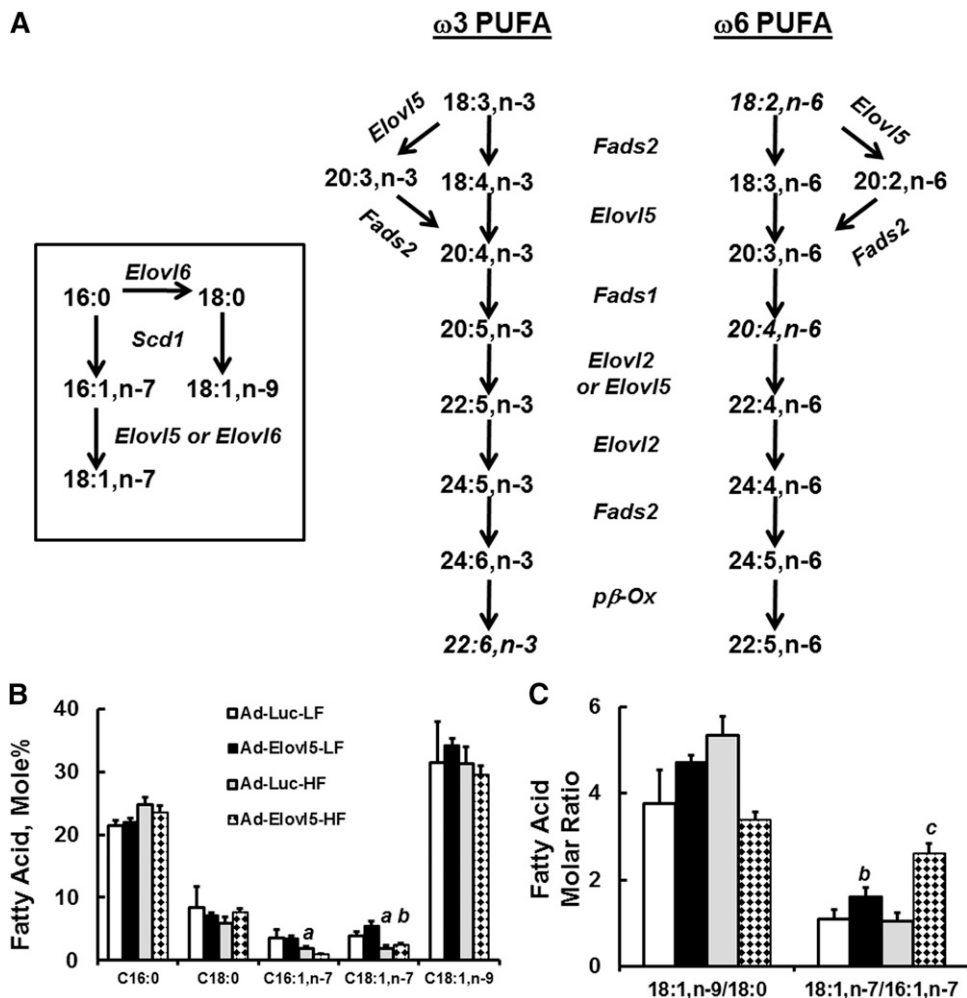 A
ω3 PUFA ω6 PUFA
18:3,n-3 18:2,n-6
Elovl5 Elovl5
Fads2
20:3,n-3 18:4,n-3 18:3,n-6 20:2,n-6
Elovl5
Fads2 Fads2
20:4,n-3 20:3,n-6
Fads1
20:5,n-3 20:4,n-6
Elovl2
or Elovl5
22:5,n-3 22:4,n-6
Elovl2
24:5,n-3 24:4,n-6
Fads2
24:6,n-3 24:5,n-6
pβ-Ox
22:6,n-3 22:5,n-6
Elovl6
16:0 18:0
Scd1
16:1,n-7 18:1,n-9
Elovl5 or Elovl6
18:1,n-7
B
Fatty Acid, Mole%
40
30
20
10
0
Ad-Luc-LF
Ad-Elovl5-LF
Ad-Luc-HF
Ad-Elovl5-HF
a a b
C16:0 C18:0 C16:1,n-7 C18:1,n-7 C18:1,n-9
C
Fatty Acid
Molar Ratio
6
4
2
0
b c
18:1,n-9/18:0 18:1,n-7/16:1,n-7